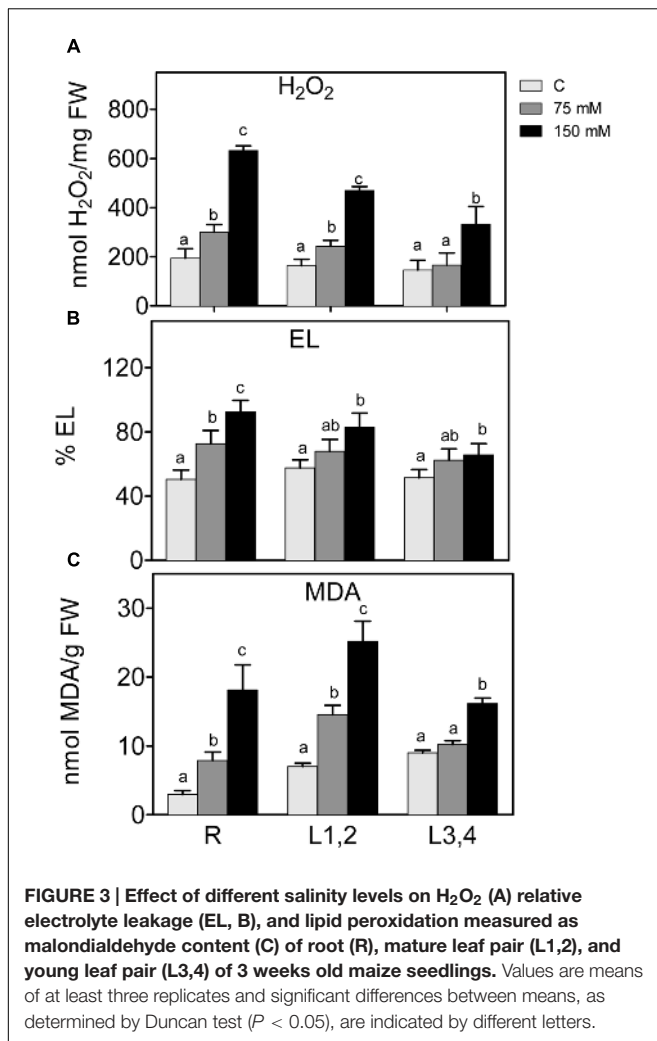 A
H₂O₂
C
75 mM
150 mM
nmol H₂O₂/mg FW
800
600
400
200
0
a b c
a b c
a a b
B
EL
% EL
120
80
40
0
a b c
a ab b
a ab b
C
MDA
nmol MDA/g FW
30
20
10
0
a b c
a b c
a a b
R L1,2 L3,4
FIGURE 3 | Effect of different salinity levels on H₂O₂ (A) relative
electrolyte leakage (EL, B), and lipid peroxidation measured as
malondialdehyde content (C) of root (R), mature leaf pair (L1,2), and
young leaf pair (L3,4) of 3 weeks old maize seedlings. Values are means
of at least three replicates and significant differences between means, as
determined by Duncan test (P < 0.05), are indicated by different letters.